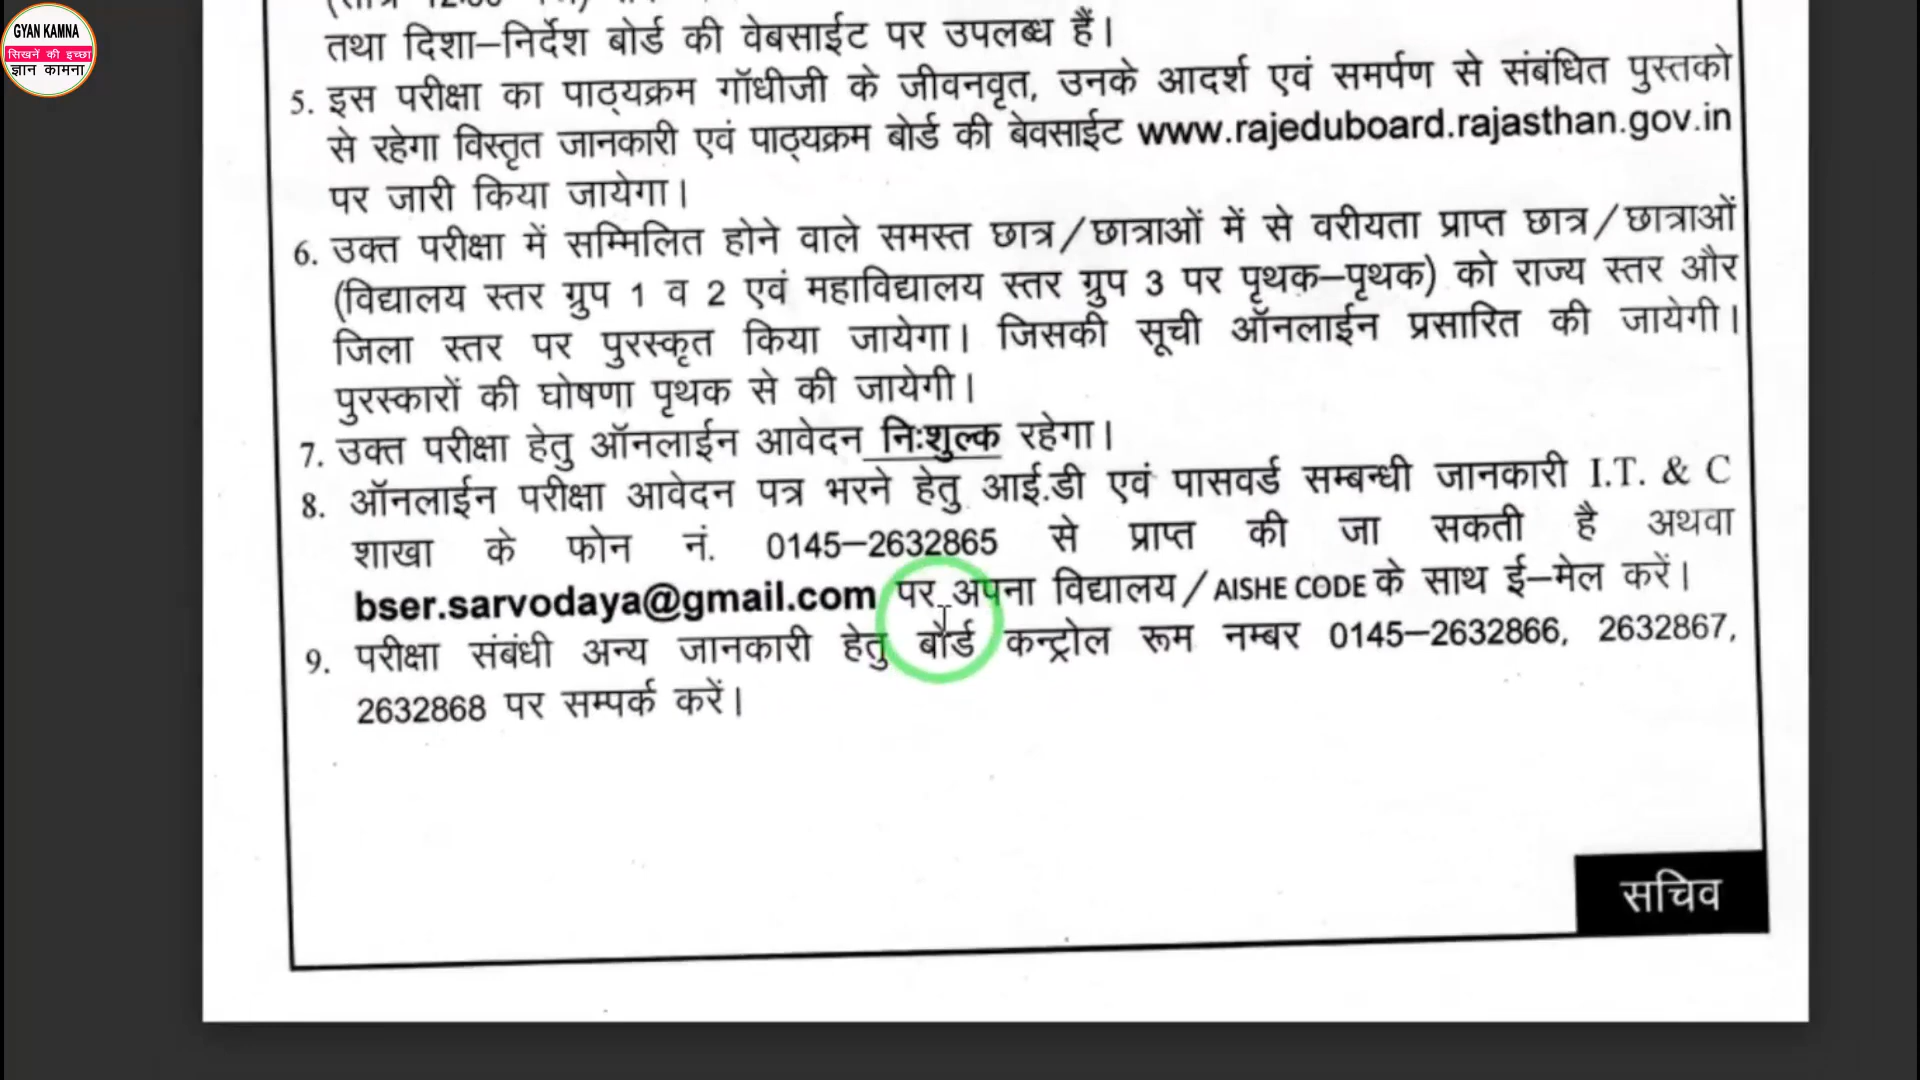 GYAN KAMNA
सिखनें की इच्छा
ज्ञान कामना
तथा दिशा–निर्देश बोर्ड की वेबसाईट पर उपलब्ध हैं।
5. इस परीक्षा का पाठ्यक्रम गॉधीजी के जीवनवृत, उनके आदर्श एवं समर्पण से संबंधित पुस्तको
से रहेगा विस्तृत जानकारी एवं पाठ्यक्रम बोर्ड की बेवसाईट www.rajeduboard.rajasthan.gov.in
पर जारी किया जायेगा।
6. उक्त परीक्षा में सम्मिलित होने वाले समस्त छात्र/छात्राओं में से वरीयता प्राप्त छात्र/छात्राओं
(विद्यालय स्तर ग्रुप 1 व 2 एवं महाविद्यालय स्तर ग्रुप 3 पर पृथक–पृथक) को राज्य स्तर और
जिला स्तर पर पुरस्कृत किया जायेगा। जिसकी सूची ऑनलाईन प्रसारित की जायेगी।
पुरस्कारों की घोषणा पृथक से की जायेगी।
7. उक्त परीक्षा हेतु ऑनलाईन आवेदन निःशुल्क रहेगा।
8. ऑनलाईन परीक्षा आवेदन पत्र भरने हेतु आई.डी एवं पासवर्ड सम्बन्धी जानकारी I.T. & C
शाखा के फोन नं. 0145–2632865 से प्राप्त की जा सकती है अथवा
bser.sarvodaya@gmail.com पर अपना विद्यालय/AISHE CODE के साथ ई–मेल करें।
9. परीक्षा संबंधी अन्य जानकारी हेतु बोर्ड कन्ट्रोल रूम नम्बर 0145–2632866, 2632867,
2632868 पर सम्पर्क करें।
सचिव